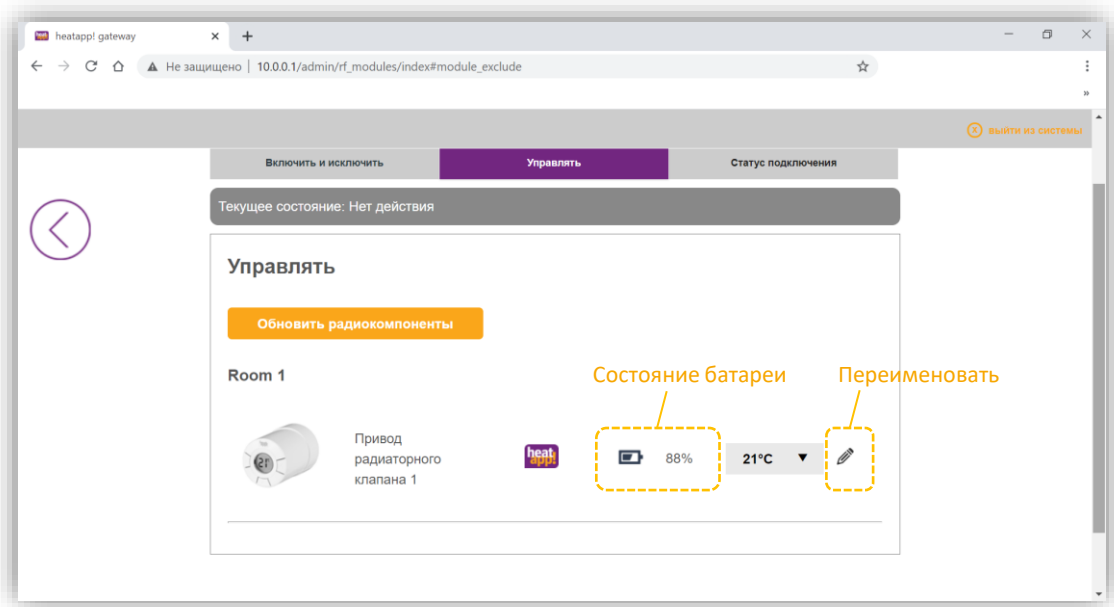 heatapp! gateway
Не защищено | 10.0.0.1/admin/rf_modules/index#module_exclude
»
X выйти из системы
Включить и исключить Управлять Статус подключения
Текущее состояние: Нет действия
Управлять
Обновить радиокомпоненты
Room 1
Состояние батареи Переименовать
Привод
радиаторного
клапана 1
heat
app!
88%
21°C